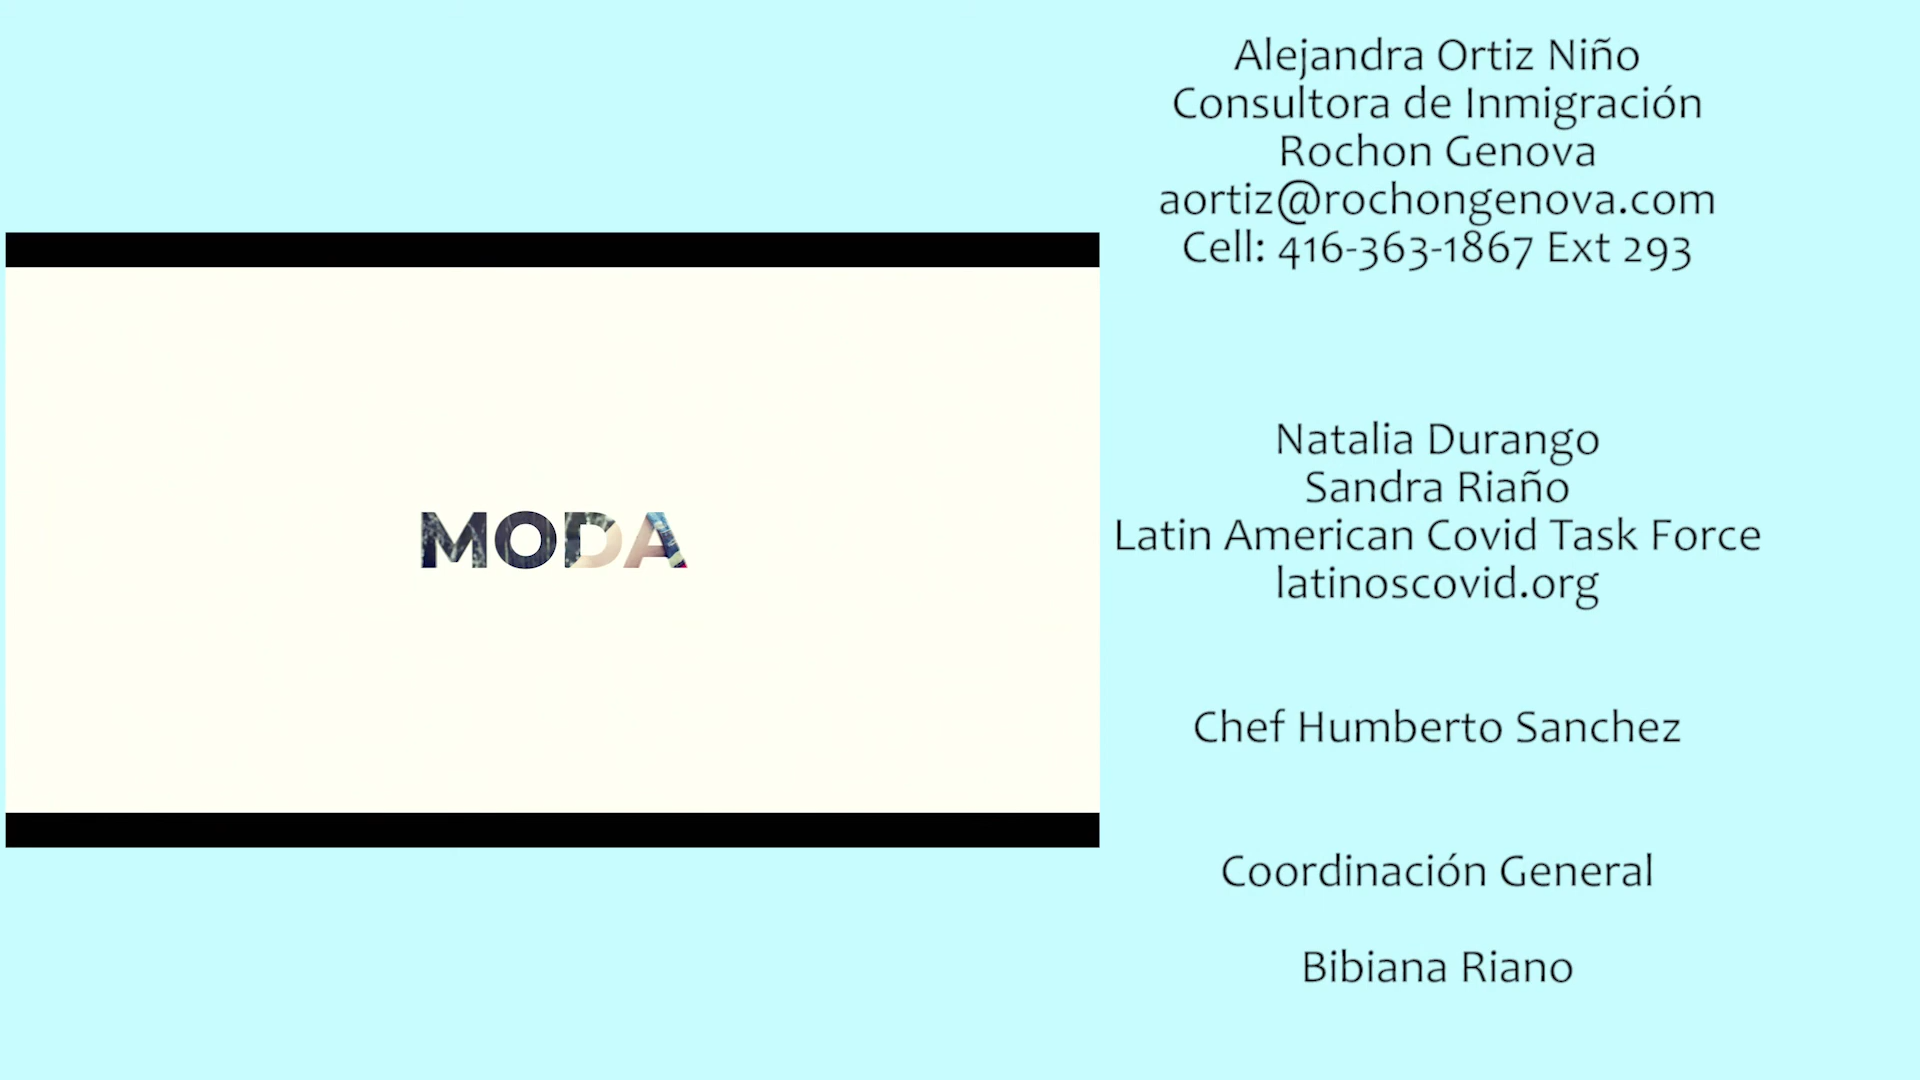 MODA
Alejandra Ortiz Niño
Consultora de Inmigración
Rochon Genova
aortiz@rochongenova.com
Cell: 416-363-1867 Ext 293
Natalia Durango
Sandra Riaño
Latin American Covid Task Force
latinoscovid.org
Chef Humberto Sanchez
Coordinación General
Bibiana Riano